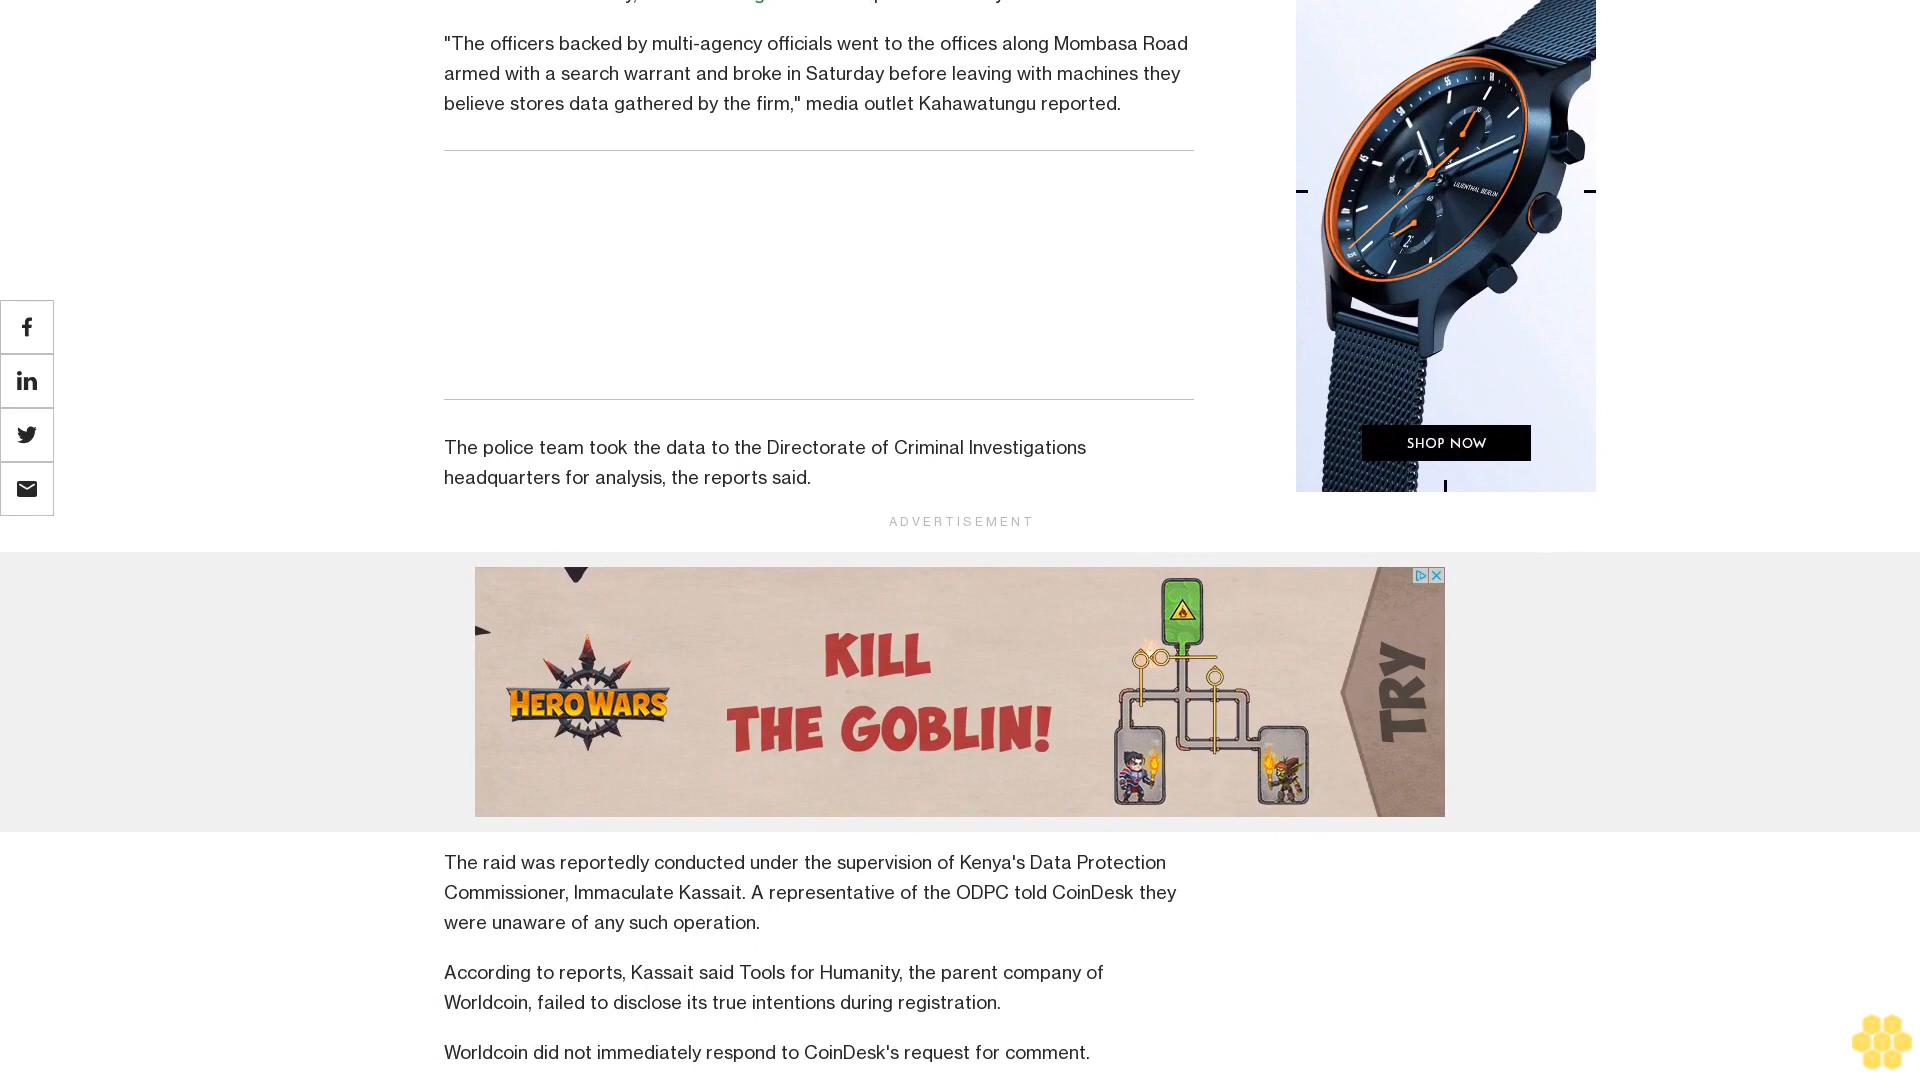 "The officers backed by multi-agency officials went to the offices along Mombasa Road
armed with a search warrant and broke in Saturday before leaving with machines they
believe stores data gathered by the firm," media outlet Kahawatungu reported.
LILIENTHAL BERLIN
SHOP NOW
The police team took the data to the Directorate of Criminal Investigations
headquarters for analysis, the reports said.
ADVERTISEMENT
HERO WARS
KILL
THE GOBLIN!
TRY
The raid was reportedly conducted under the supervision of Kenya's Data Protection
Commissioner, Immaculate Kassait. A representative of the ODPC told CoinDesk they
were unaware of any such operation.
According to reports, Kassait said Tools for Humanity, the parent company of
Worldcoin, failed to disclose its true intentions during registration.
Worldcoin did not immediately respond to CoinDesk's request for comment.